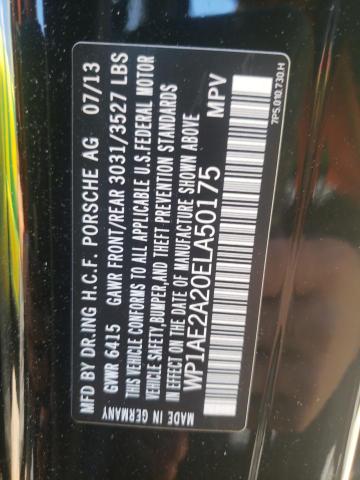 MFD BY DR.ING H.C.F. PORSCHE AG 07/13
GVWR 6415 GAWR FRONT/REAR 3031/3527 LBS
THIS VEHICLE CONFORMS TO ALL APPLICABLE U.S.FEDERAL MOTOR
VEHICLE SAFETY,BUMPER,AND THEFT PREVENTION STANDARDS
IN EFFECT ON THE DATE OF MANUFACTURE SHOWN ABOVE
WP1AE2A20ELA50175 MPV
MADE IN GERMANY
7P5.010.730.H